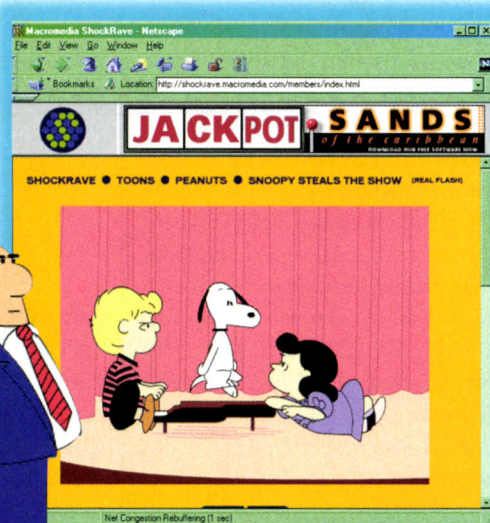 Macromedia ShockRave - Netscape
File Edit View Go Window Help
N
Bookmarks Location: http://shockrave.macromedia.com/members/index.html
S JACKPOT SANDS
of the caribbean
DOWNLOAD OUR FREE SOFTWARE NOW
SHOCKRAVE ● TOONS ● PEANUTS ● SNOOPY STEALS THE SHOW (REAL FLASH)
Net Congestion Rebuffering (1 sec)